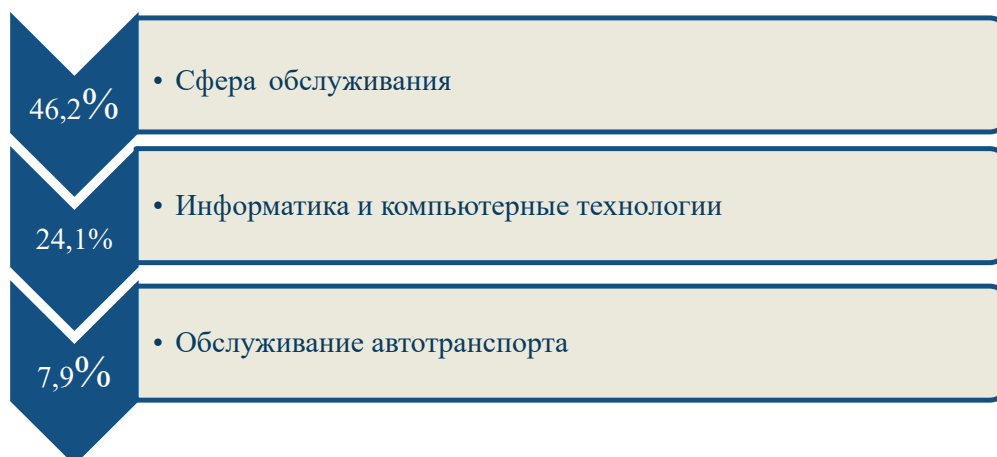 46,2%
• Сфера обслуживания
24,1%
• Информатика и компьютерные технологии
7,9%
• Обслуживание автотранспорта